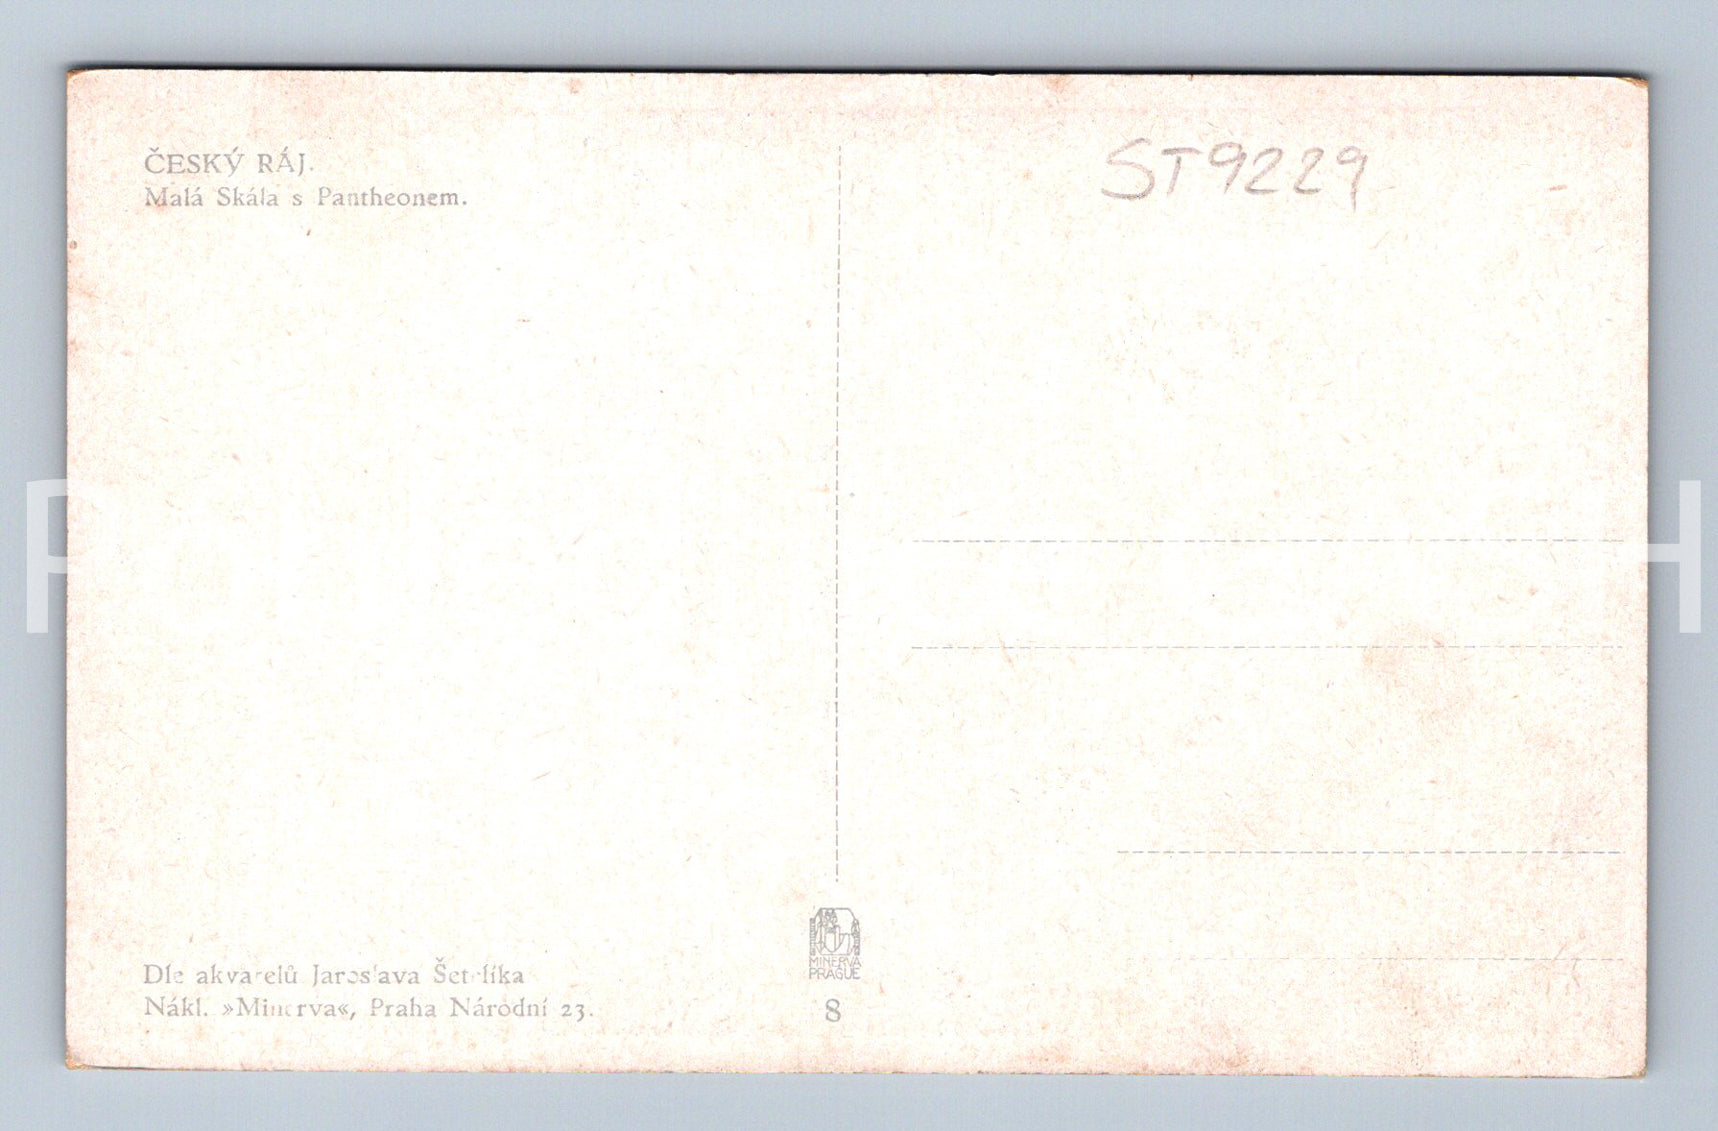 ČESKÝ RÁJ.
Malá Skála s Pantheonem.
ST9229
Dle akvarelů Jaroslava Šetelíka
Nákl. »Minerva«, Praha Národní 23.
MINERVA
PRAGUE
8
P
H